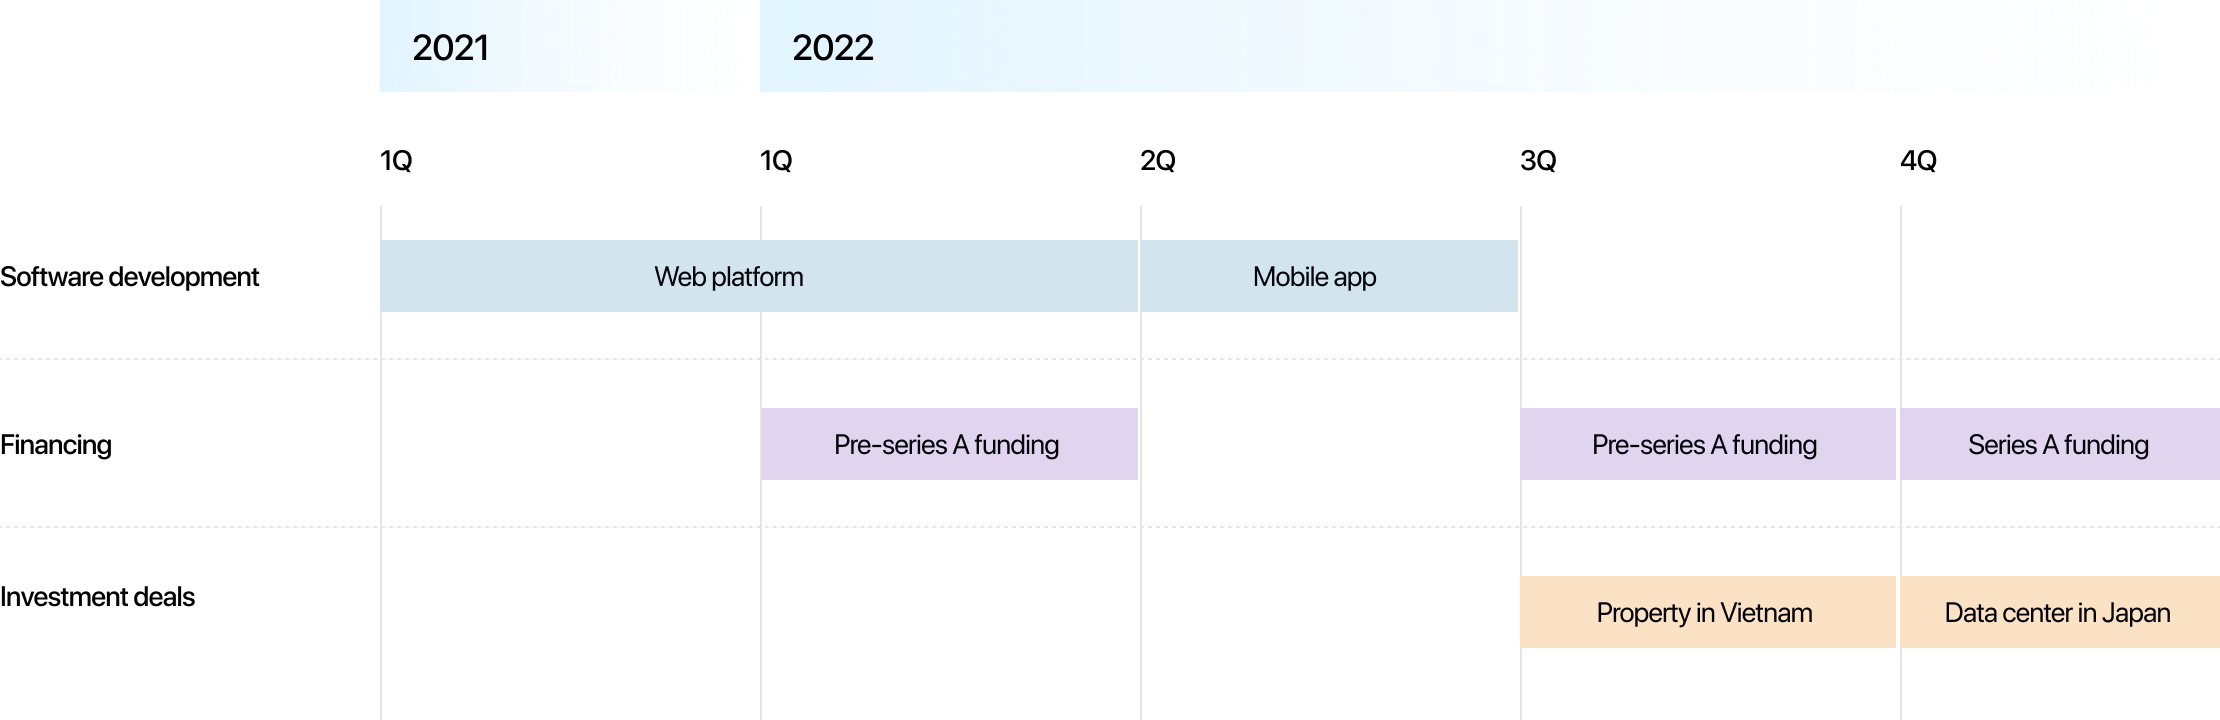 2021
2022
1Q
1Q
2Q
3Q
4Q
Software development
Web platform
Mobile app
Financing
Pre-series A funding
Pre-series A funding
Series A funding
Investment deals
Property in Vietnam
Data center in Japan